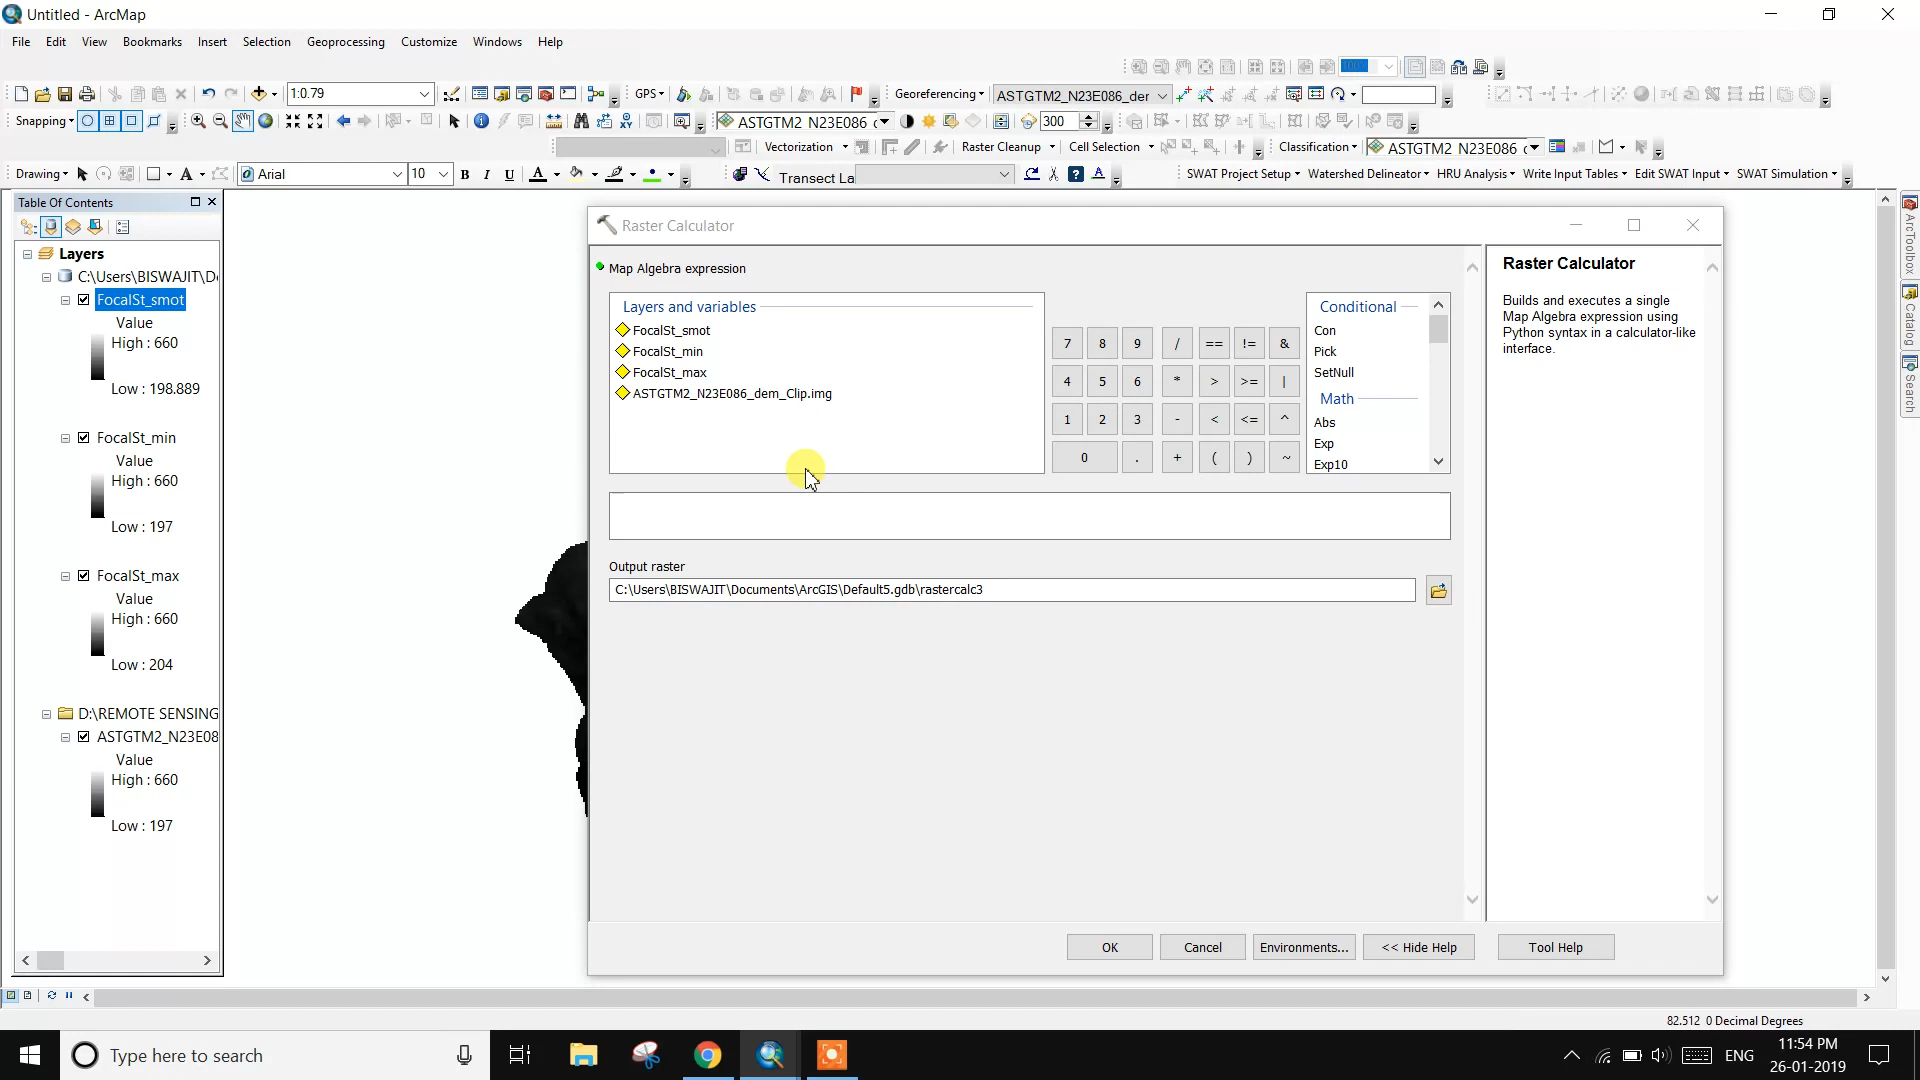 Untitled - ArcMap
File Edit View Bookmarks Insert Selection Geoprocessing Customize Windows Help
100%
1:0.79 GPS Georeferencing ASTGTM2_N23E086_der
Snapping ASTGTM2 N23E086 c 300
Vectorization Raster Cleanup Cell Selection Classification ASTGTM2 N23E086 c
Drawing A Arial 10 B I U A Transect La ? A SWAT Project Setup Watershed Delineator HRU Analysis Write Input Tables Edit SWAT Input SWAT Simulation
Table Of Contents
Layers
C:\Users\BISWAJIT\D
FocalSt_smot
Value
High : 660
Low : 198.889
FocalSt_min
Value
High : 660
Low : 197
FocalSt_max
Value
High : 660
Low : 204
D:\REMOTE SENSING
ASTGTM2_N23E08
Value
High : 660
Low : 197
Raster Calculator
Map Algebra expression
Layers and variables
FocalSt_smot
FocalSt_min
FocalSt_max
ASTGTM2_N23E086_dem_Clip.img
7 8 9 / == != &
4 5 6 * > >= |
1 2 3 - < <= ^
0 . + ( ) ~
Conditional
Con
Pick
SetNull
Math
Abs
Exp
Exp10
Output raster
C:\Users\BISWAJIT\Documents\ArcGIS\Default5.gdb\rastercalc3
OK Cancel Environments... << Hide Help Tool Help
Raster Calculator
Builds and executes a single
Map Algebra expression using
Python syntax in a calculator-like
interface.
ArcToolbox
Catalog
Search
82.512 0 Decimal Degrees
Type here to search
ENG
11:54 PM
26-01-2019